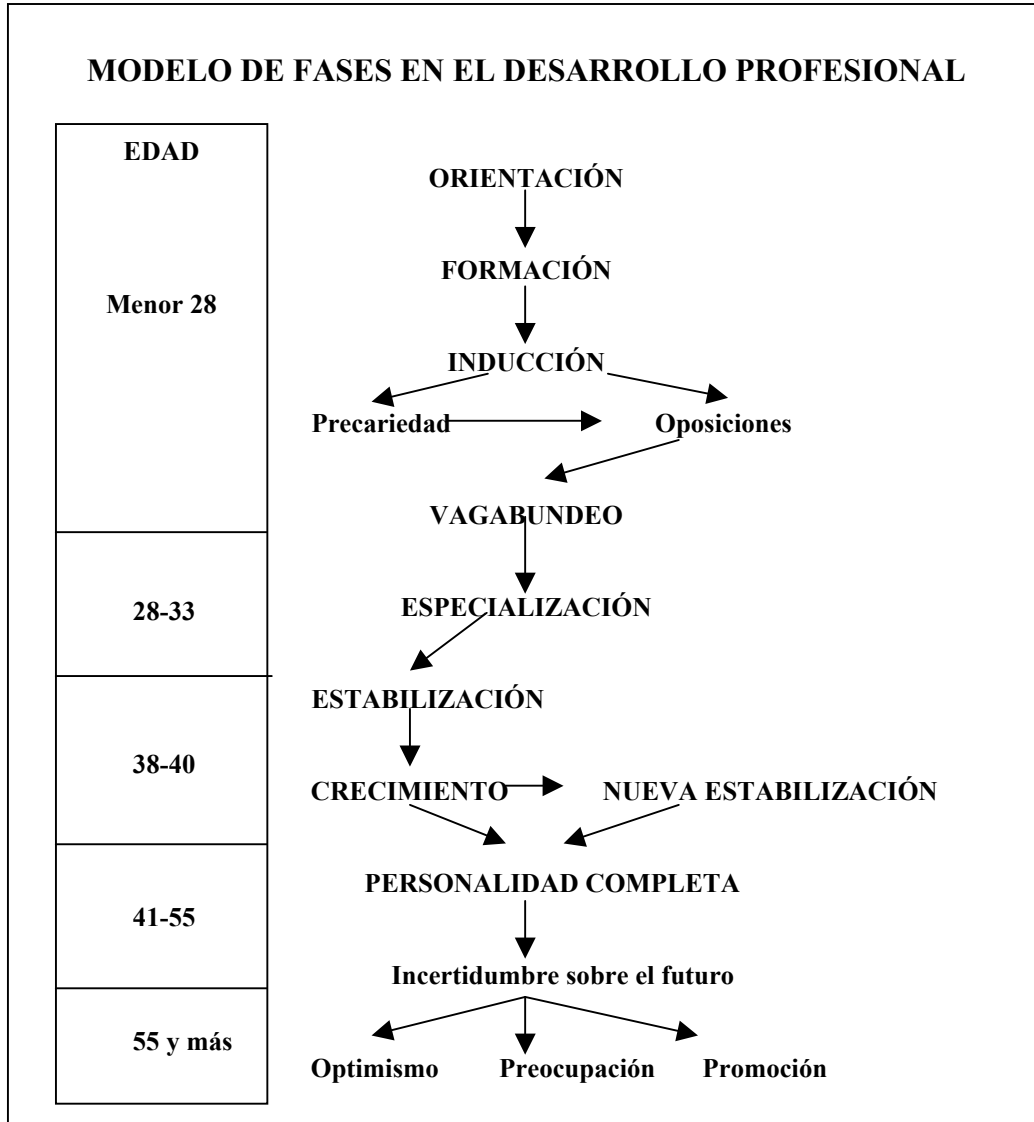 MODELO DE FASES EN EL DESARROLLO PROFESIONAL
EDAD
ORIENTACIÓN
FORMACIÓN
Menor 28
INDUCCIÓN
Precariedad
Oposiciones
VAGABUNDEO
28-33
ESPECIALIZACIÓN
ESTABILIZACIÓN
38-40
CRECIMIENTO
NUEVA ESTABILIZACIÓN
PERSONALIDAD COMPLETA
41-55
Incertidumbre sobre el futuro
55 y más
Optimismo
Preocupación
Promoción